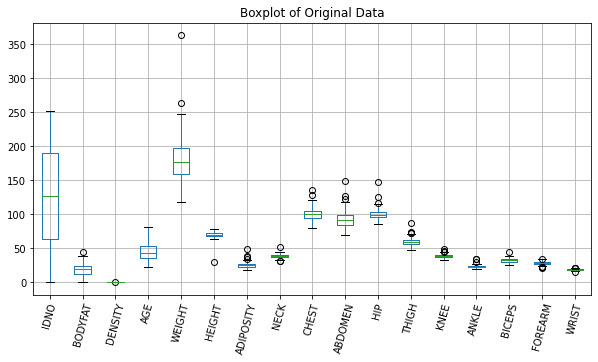 Boxplot of Original Data
350
300
250
200
150
100
50
0
IDNO
BODYFAT
DENSITY
AGE
WEIGHT
HEIGHT
ADIPOSITY
NECK
CHEST
ABDOMEN
HIP
THIGH
KNEE
ANKLE
BICEPS
FOREARM
WRIST